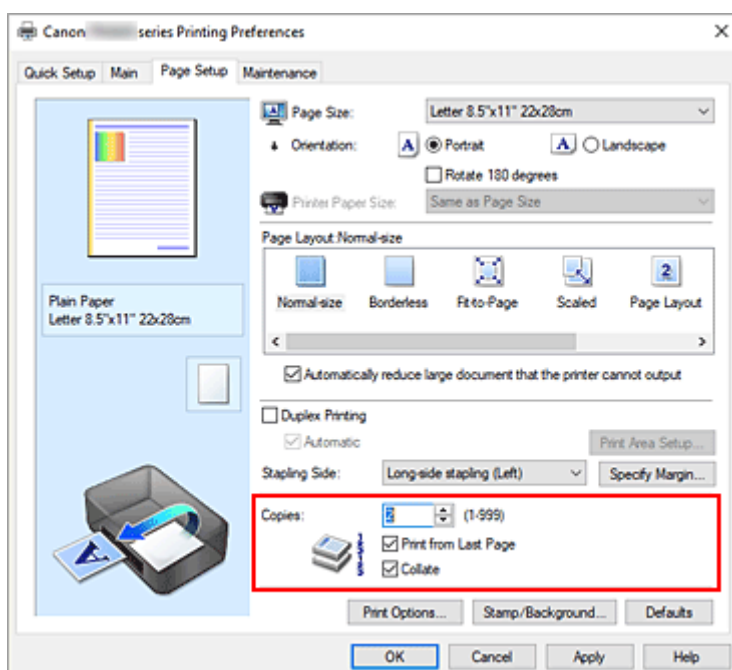 Canon series Printing Preferences
Quick Setup Main Page Setup Maintenance
Page Size: Letter 8.5"x11" 22x28cm
Orientation: A Portrait A Landscape
Rotate 180 degrees
Printer Paper Size: Same as Page Size
Page Layout:Normal-size
Normal-size Borderless Fit-to-Page Scaled Page Layout
Plain Paper
Letter 8.5"x11" 22x28cm
Automatically reduce large document that the printer cannot output
Duplex Printing
Automatic Print Area Setup...
Stapling Side: Long-side stapling (Left) Specify Margin...
Copies: 2 (1-999)
Print from Last Page
Collate
Print Options... Stamp/Background... Defaults
OK Cancel Apply Help